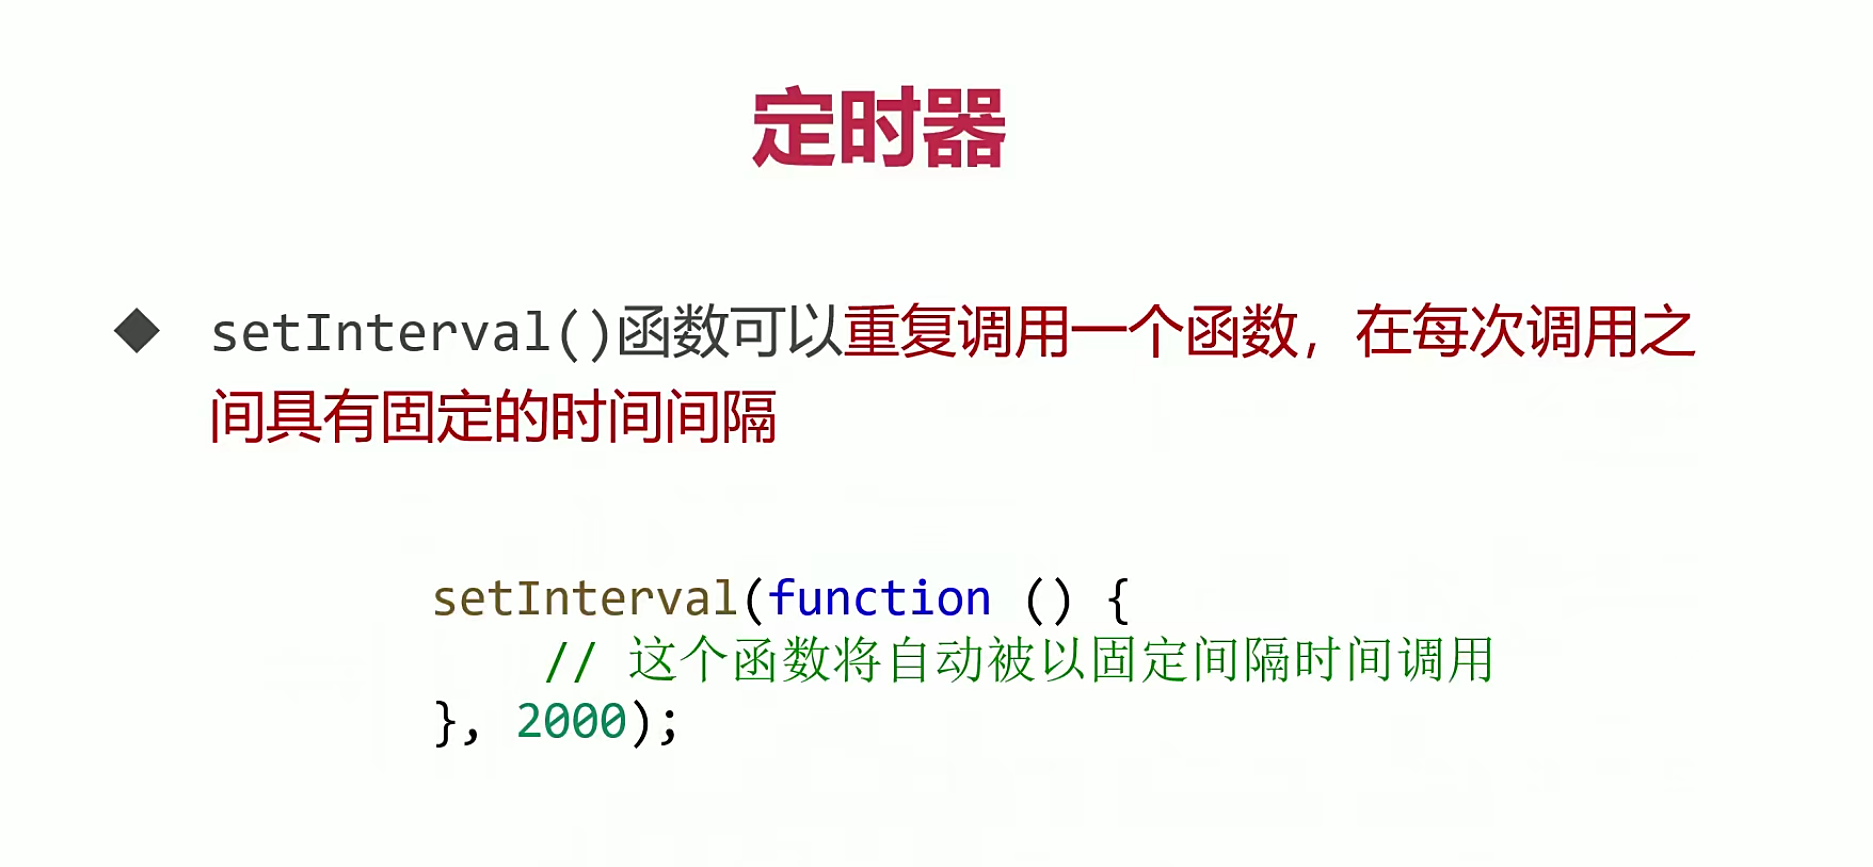 定时器
setInterval()函数可以重复调用一个函数，在每次调用之
间具有固定的时间间隔
setInterval(function () {
    // 这个函数将自动被以固定间隔时间调用
}, 2000);